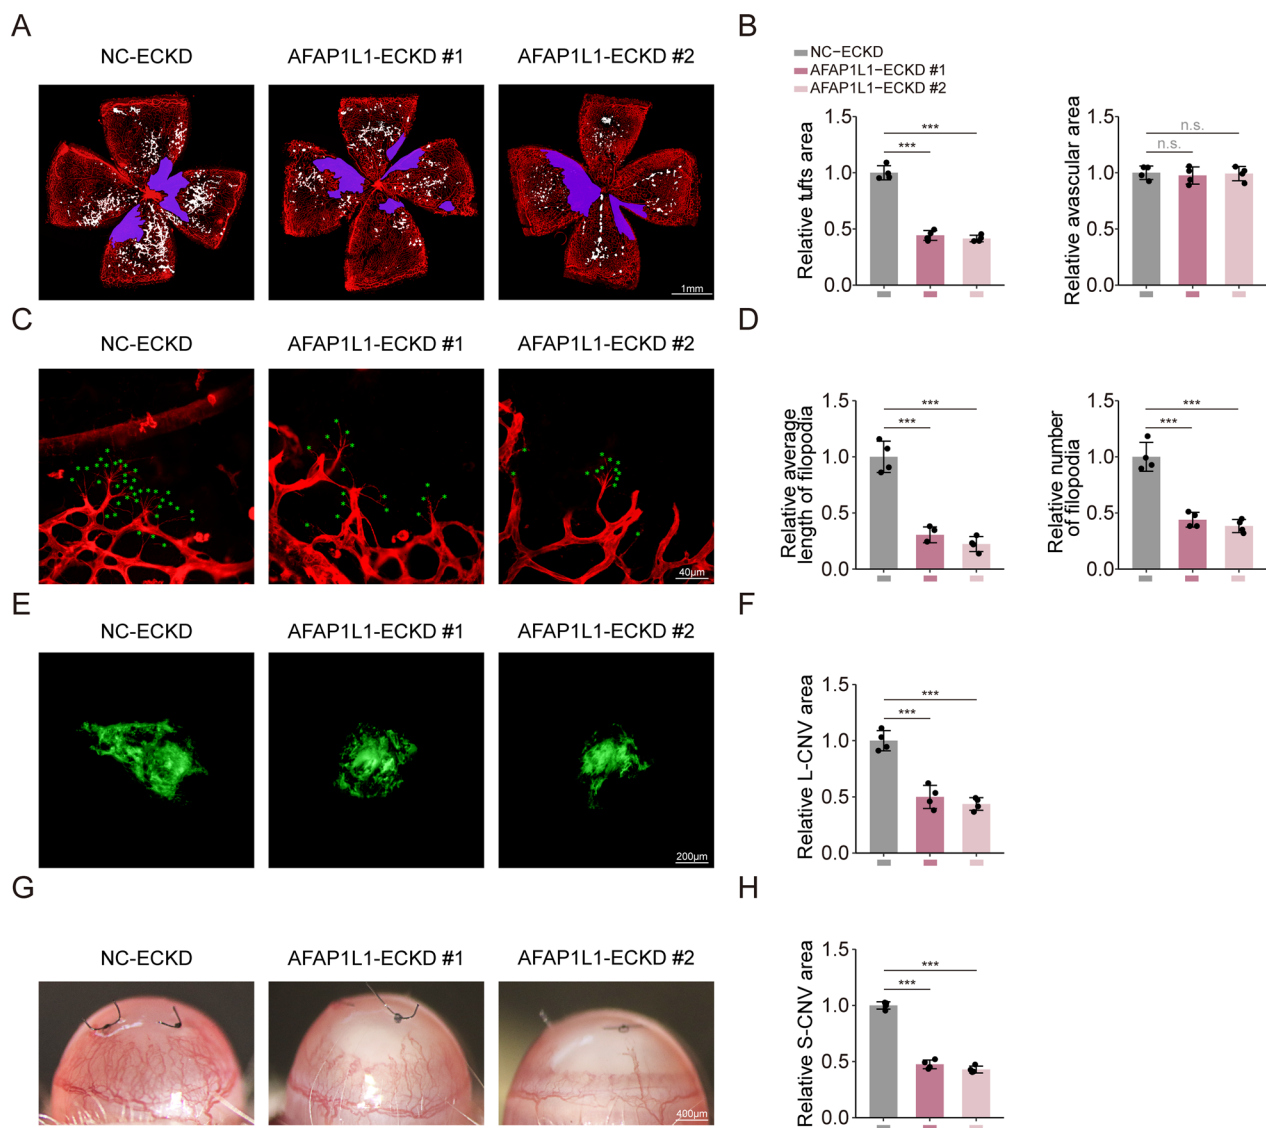 A
NC-ECKD
AFAP1L1-ECKD #1
AFAP1L1-ECKD #2
1mm
B
NC−ECKD
AFAP1L1−ECKD #1
AFAP1L1−ECKD #2
Relative tufts area
1.5
1.0
0.5
0.0
***
***
Relative avascular area
1.5
1.0
0.5
0.0
n.s.
n.s.
C
NC-ECKD
AFAP1L1-ECKD #1
AFAP1L1-ECKD #2
40μm
D
Relative average
length of filopodia
1.5
1.0
0.5
0.0
***
***
Relative number
of filopodia
1.5
1.0
0.5
0.0
***
***
E
NC-ECKD
AFAP1L1-ECKD #1
AFAP1L1-ECKD #2
200μm
F
Relative L-CNV area
1.5
1.0
0.5
0.0
***
***
G
NC-ECKD
AFAP1L1-ECKD #1
AFAP1L1-ECKD #2
400μm
H
Relative S-CNV area
1.5
1.0
0.5
0.0
***
***